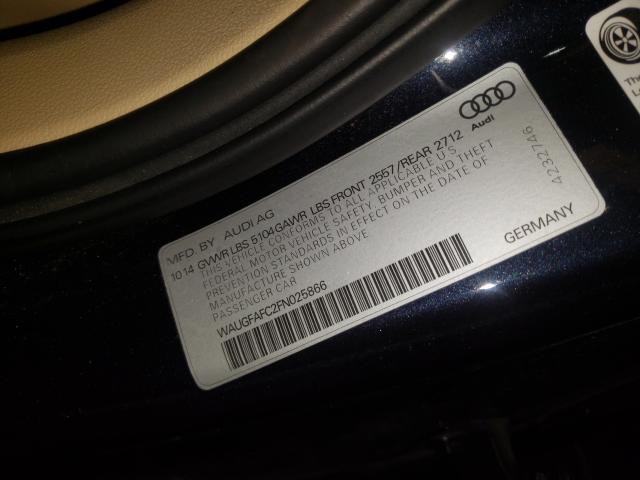 Audi
MFD BY AUDI AG
10 14 GVWR LBS 5104 GAWR LBS FRONT 2557/REAR 2712
THIS VEHICLE CONFORMS TO ALL APPLICABLE U.S.
FEDERAL MOTOR VEHICLE SAFETY, BUMPER AND THEFT
PREVENTION STANDARDS IN EFFECT ON THE DATE OF
MANUFACTURE SHOWN ABOVE.
PASSENGER CAR
WAUGFAFC2FN025866
GERMANY
4232746